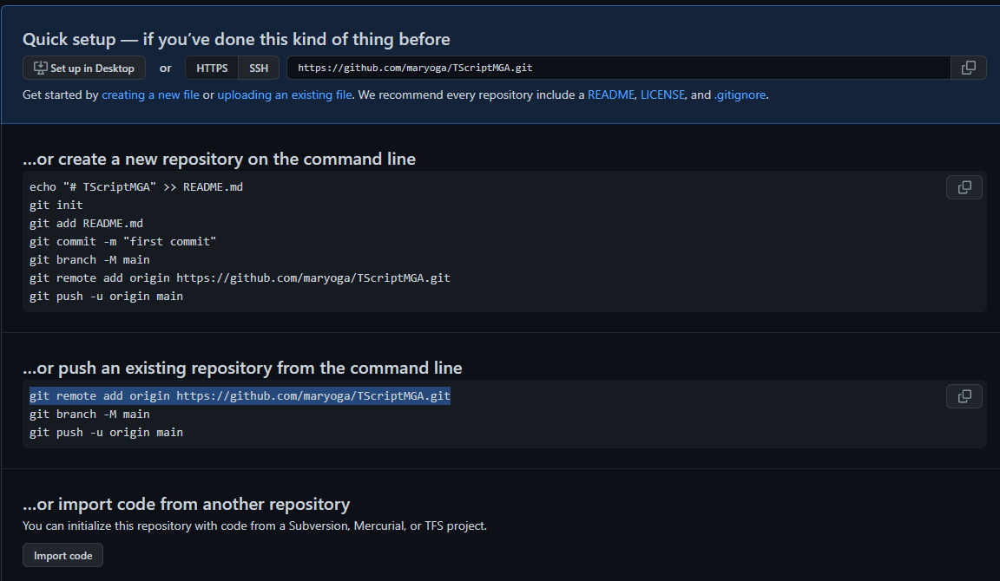 Quick setup — if you’ve done this kind of thing before
Set up in Desktop or HTTPS SSH https://github.com/maryoga/TScriptMGA.git
Get started by creating a new file or uploading an existing file. We recommend every repository include a README, LICENSE, and .gitignore.
…or create a new repository on the command line
echo "# TScriptMGA" >> README.md
git init
git add README.md
git commit -m "first commit"
git branch -M main
git remote add origin https://github.com/maryoga/TScriptMGA.git
git push -u origin main
…or push an existing repository from the command line
git remote add origin https://github.com/maryoga/TScriptMGA.git
git branch -M main
git push -u origin main
…or import code from another repository
You can initialize this repository with code from a Subversion, Mercurial, or TFS project.
Import code